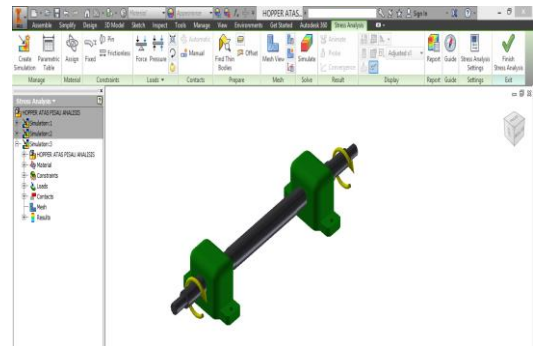 HOPPER ATAS...
Sign In
Assemble Simplify Design 3D Model Sketch Inspect Tools Manage View Environments Get Started Autodesk 360 Stress Analysis
Create Simulation Parametric Table Assign Fixed Pin Frictionless Force Pressure Automatic Manual Find Thin Bodies Offset Mesh View Simulate Animate Probe Convergence Adjusted x1 Report Guide Stress Analysis Settings Finish Stress Analysis
Manage Material Constraints Loads Contacts Prepare Mesh Solve Result Display Report Guide Settings Exit
Stress Analysis
HOPPER ATAS PISAU ANALISIS
Simulation:1
Simulation:2
Simulation:3
HOPPER ATAS PISAU ANALISIS
Material
Constraints
Loads
Contacts
Mesh
Results